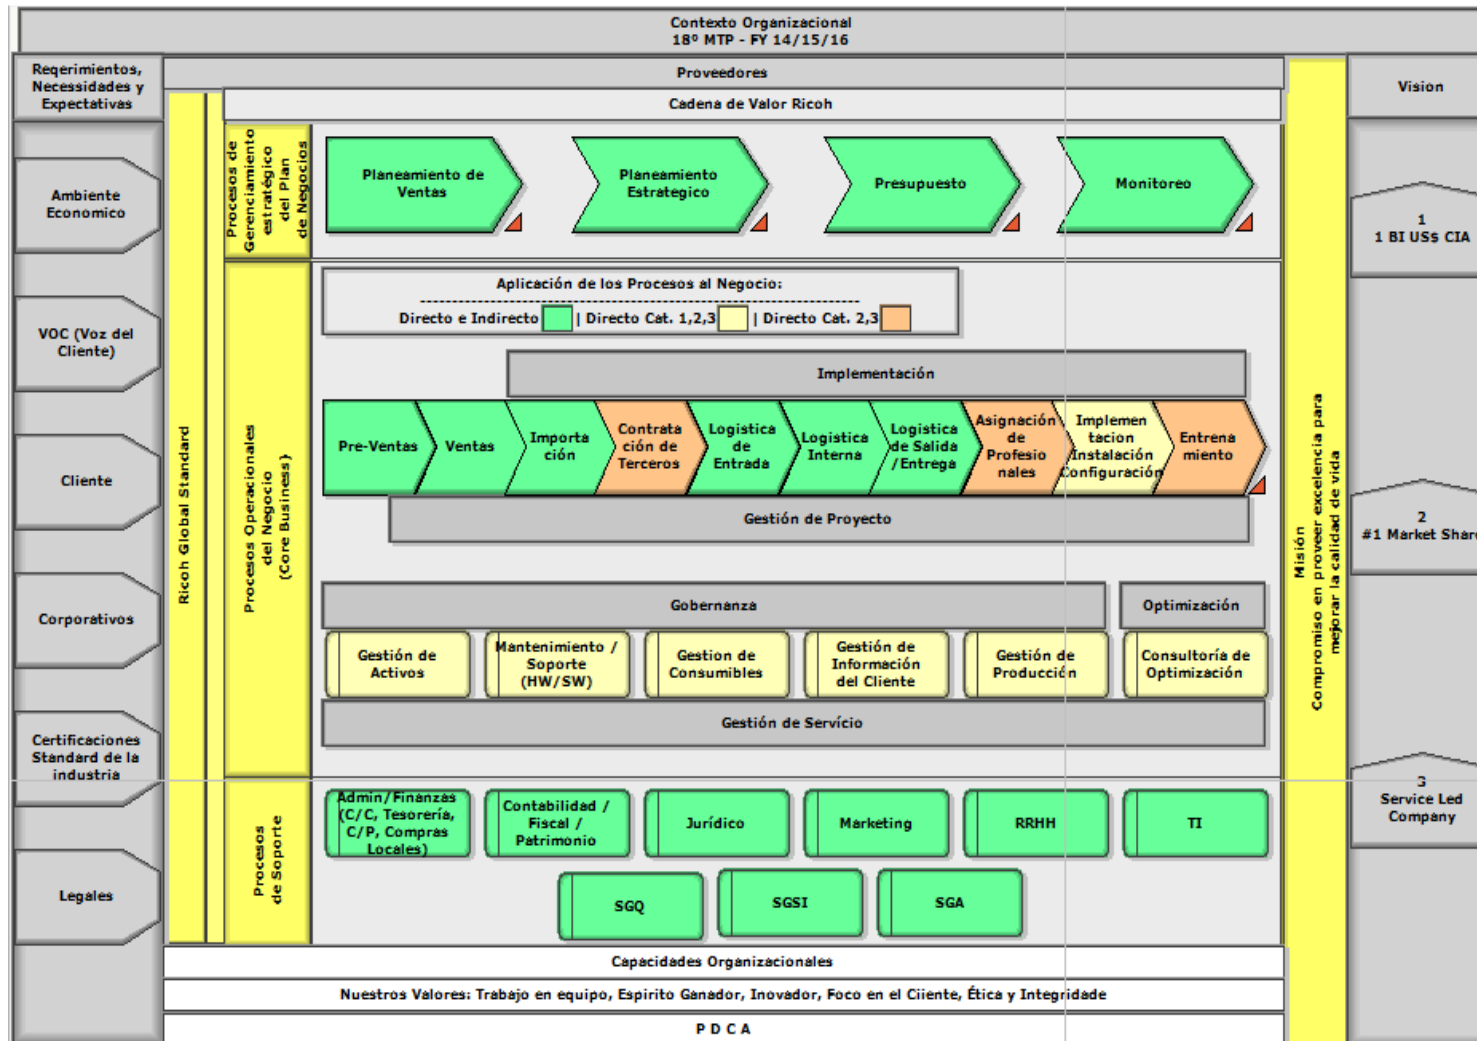 Contexto Organizacional
18º MTP - FY 14/15/16
Reqerimientos,
Necessidades y
Expectativas
Proveedores
Cadena de Valor Ricoh
Vision
Ambiente
Economico
VOC (Voz del
Cliente)
Cliente
Corporativos
Certificaciones
Standard de la
industria
Legales
Ricoh Global Standard
Procesos de
Gerenciamiento
estratégico
del Plan
de Negocios
Planeamiento de
Ventas
Planeamiento
Estrategico
Presupuesto
Monitoreo
Procesos Operacionales
del Negocio
(Core Business)
Aplicación de los Procesos al Negocio:
Directo e Indirecto | Directo Cat. 1,2,3 | Directo Cat. 2,3
Implementación
Pre-Ventas
Ventas
Importa
ción
Contrata
ción de
Terceros
Logistica
de
Entrada
Logistica
Interna
Logistica
de Salida
/Entrega
Asignación
de
Profesio
nales
Implemen
tacion
Instalación
Configuración
Entrena
miento
Gestión de Proyecto
Gobernanza
Optimización
Gestión de
Activos
Mantenimiento /
Soporte
(HW/SW)
Gestion de
Consumibles
Gestión de
Información
del Cliente
Gestión de
Producción
Consultoría de
Optimización
Gestión de Servício
Procesos
de Soporte
Admin/Finanzas
(C/C, Tesorería,
C/P, Compras
Locales)
Contabilidad /
Fiscal /
Patrimonio
Jurídico
Marketing
RRHH
TI
SGQ
SGSI
SGA
Misión
Compromiso en proveer excelencia para
mejorar la calidad de vida
1
1 BI US$ CIA
2
#1 Market Share
3
Service Led
Company
Capacidades Organizacionales
Nuestros Valores: Trabajo en equipo, Espirito Ganador, Inovador, Foco en el Cliente, Ética y Integridade
P D C A